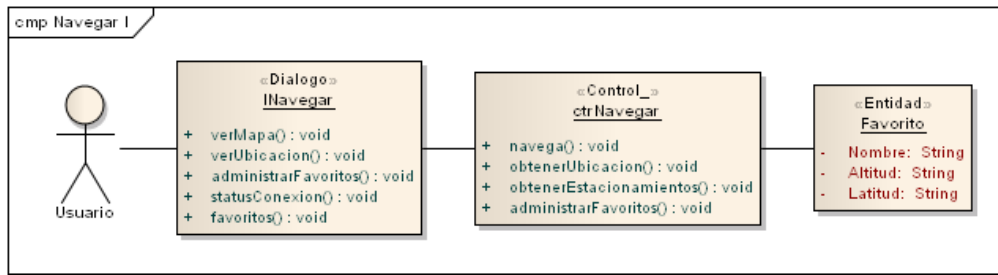 cmp Navegar I
Usuario
«Dialogo»
INavegar
+ verMapa() : void
+ verUbicacion() : void
+ administrarFavoritos() : void
+ statusConexion() : void
+ favoritos() : void
«Control_»
ctrNavegar
+ navega() : void
+ obtenerUbicacion() : void
+ obtenerEstacionamientos() : void
+ administrarFavoritos() : void
«Entidad»
Favorito
- Nombre: String
- Altitud: String
- Latitud: String